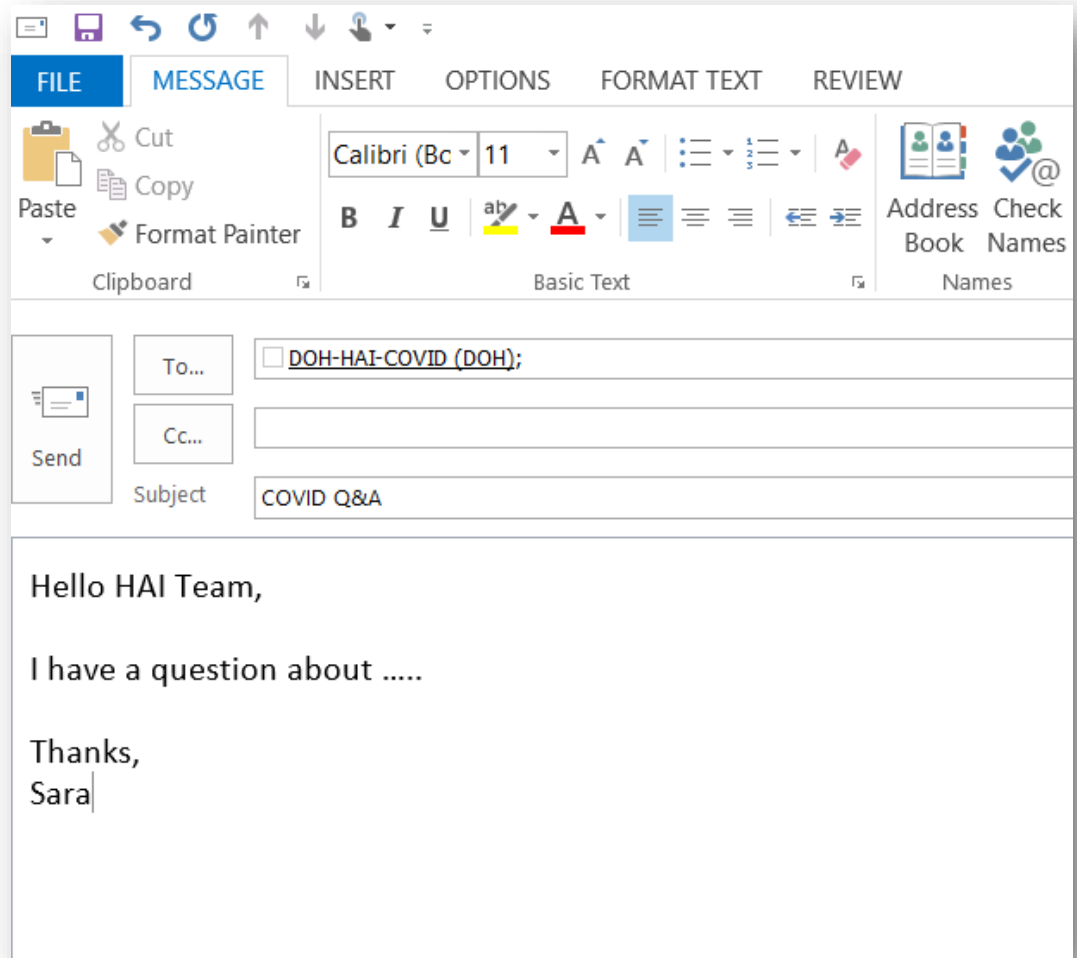 FILE MESSAGE INSERT OPTIONS FORMAT TEXT REVIEW
Paste
Cut
Copy
Format Painter
Clipboard
Calibri (Bc 11 A A
B I U ab A
Basic Text
Address Book
Check Names
Names
Send
To... DOH-HAI-COVID (DOH);
Cc...
Subject COVID Q&A
Hello HAI Team,
I have a question about .....
Thanks,
Sara